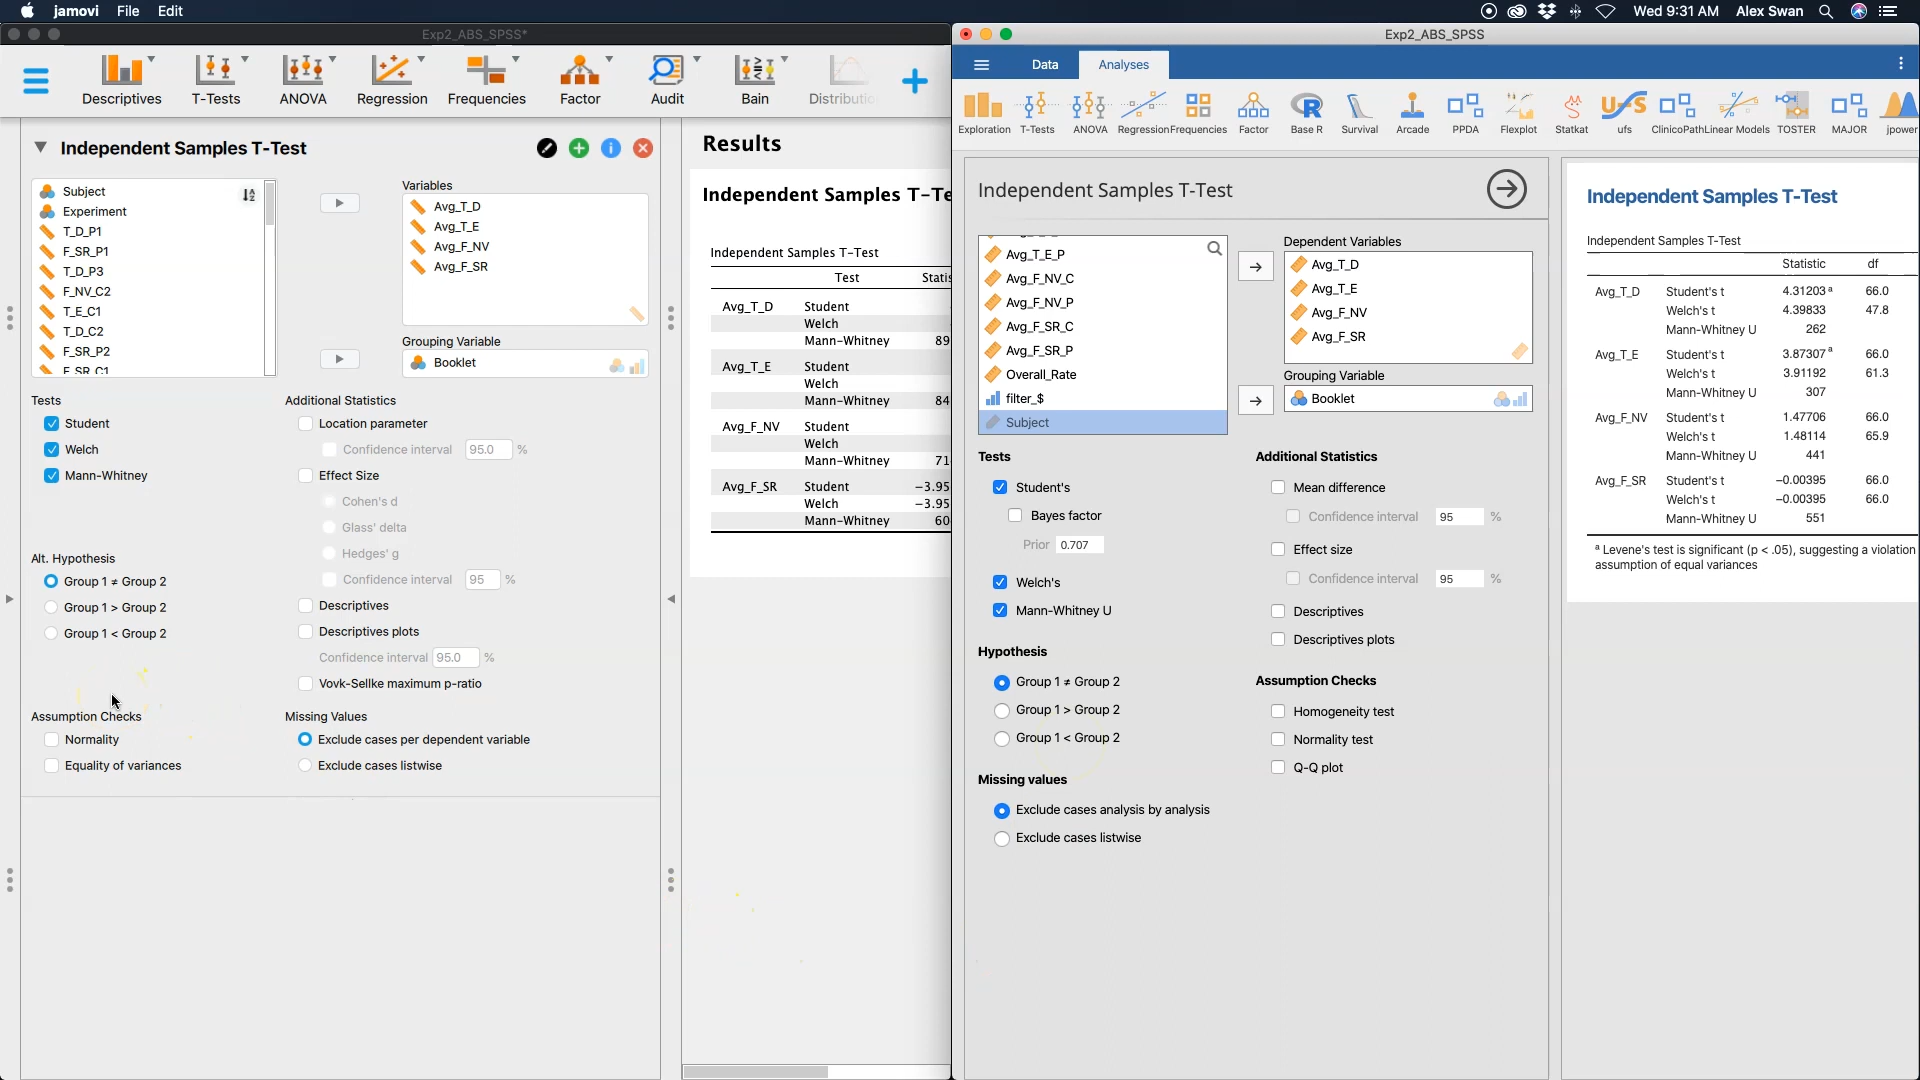 jamovi File Edit
Wed 9:31 AM Alex Swan
Exp2_ABS_SPSS*
Descriptives T-Tests ANOVA Regression Frequencies Factor Audit Bain
Independent Samples T-Test
Subject
Experiment
T_D_P1
F_SR_P1
T_D_P3
F_NV_C2
T_E_C1
T_D_C2
F_SR_P2
F_SR_C1
Variables
Avg_T_D
Avg_T_E
Avg_F_NV
Avg_F_SR
Grouping Variable
Booklet
Tests
Student
Welch
Mann-Whitney
Alt. Hypothesis
Group 1 ≠ Group 2
Group 1 > Group 2
Group 1 < Group 2
Assumption Checks
Normality
Equality of variances
Additional Statistics
Location parameter
Confidence interval 95.0 %
Effect Size
Cohen's d
Glass' delta
Hedges' g
Confidence interval 95 %
Descriptives
Descriptives plots
Confidence interval 95.0 %
Vovk-Sellke maximum p-ratio
Missing Values
Exclude cases per dependent variable
Exclude cases listwise
Results
Independent Samples T-Te
Independent Samples T-Test
Test Statis
Avg_T_D Student
Welch
Mann-Whitney 89
Avg_T_E Student
Welch
Mann-Whitney 84
Avg_F_NV Student
Welch
Mann-Whitney 71
Avg_F_SR Student −3.95
Welch −3.95
Mann-Whitney 60
Exp2_ABS_SPSS
Data Analyses
Exploration T-Tests ANOVA Regression Frequencies Factor Base R Survival Arcade PPDA Flexplot Statkat ufs ClinicoPath Linear Models TOSTER MAJOR jpower
Independent Samples T-Test
Avg_T_E_P
Avg_F_NV_C
Avg_F_NV_P
Avg_F_SR_C
Avg_F_SR_P
Overall_Rate
filter_$
Subject
Dependent Variables
Avg_T_D
Avg_T_E
Avg_F_NV
Avg_F_SR
Grouping Variable
Booklet
Tests
Student's
Bayes factor
Prior 0.707
Welch's
Mann-Whitney U
Hypothesis
Group 1 ≠ Group 2
Group 1 > Group 2
Group 1 < Group 2
Missing values
Exclude cases analysis by analysis
Exclude cases listwise
Additional Statistics
Mean difference
Confidence interval 95 %
Effect size
Confidence interval 95 %
Descriptives
Descriptives plots
Assumption Checks
Homogeneity test
Normality test
Q-Q plot
Independent Samples T-Test
Independent Samples T-Test
Statistic df
Avg_T_D Student's t 4.31203 ᵃ 66.0
Welch's t 4.39833 47.8
Mann-Whitney U 262
Avg_T_E Student's t 3.87307 ᵃ 66.0
Welch's t 3.91192 61.3
Mann-Whitney U 307
Avg_F_NV Student's t 1.47706 66.0
Welch's t 1.48114 65.9
Mann-Whitney U 441
Avg_F_SR Student's t −0.00395 66.0
Welch's t −0.00395 66.0
Mann-Whitney U 551
ᵃ Levene's test is significant (p < .05), suggesting a violation
assumption of equal variances